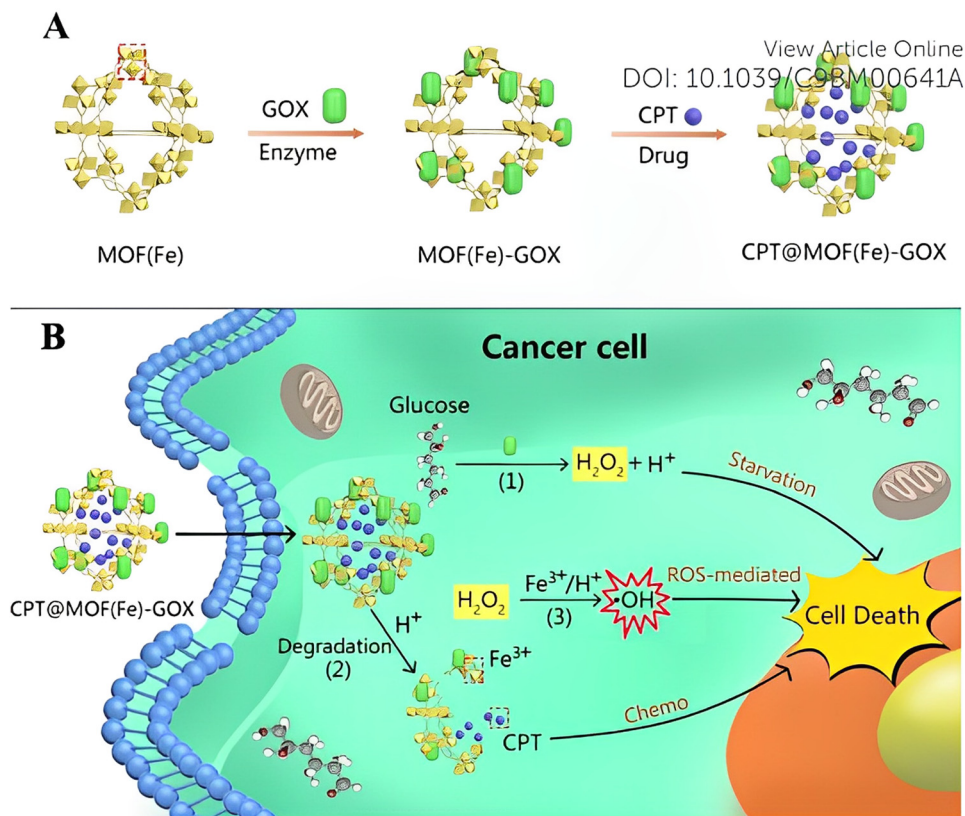 A
View Article Online
DOI: 10.1039/C9BM00641A
GOX
Enzyme
CPT
Drug
MOF(Fe)
MOF(Fe)-GOX
CPT@MOF(Fe)-GOX
B
Cancer cell
Glucose
(1)
H₂O₂ + H⁺
Starvation
CPT@MOF(Fe)-GOX
H₂O₂
Fe³⁺/H⁺
(3)
•OH
ROS-mediated
Cell Death
H⁺
Degradation
(2)
Fe³⁺
CPT
Chemo